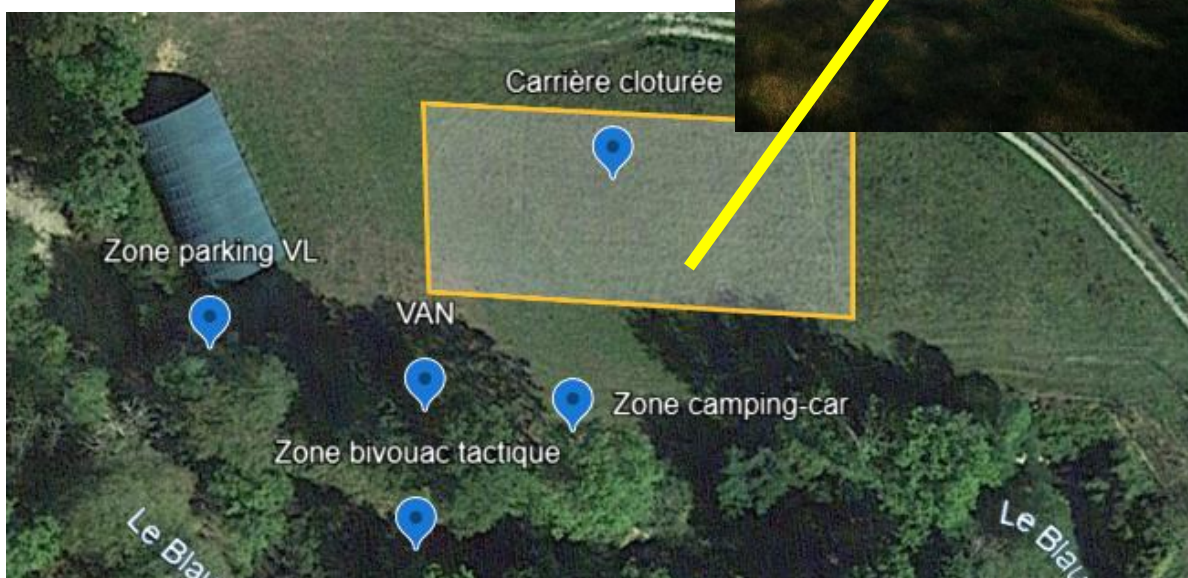 Carrière cloturée
Zone parking VL
VAN
Zone camping-car
Zone bivouac tactique
Le Blau
Le Blau